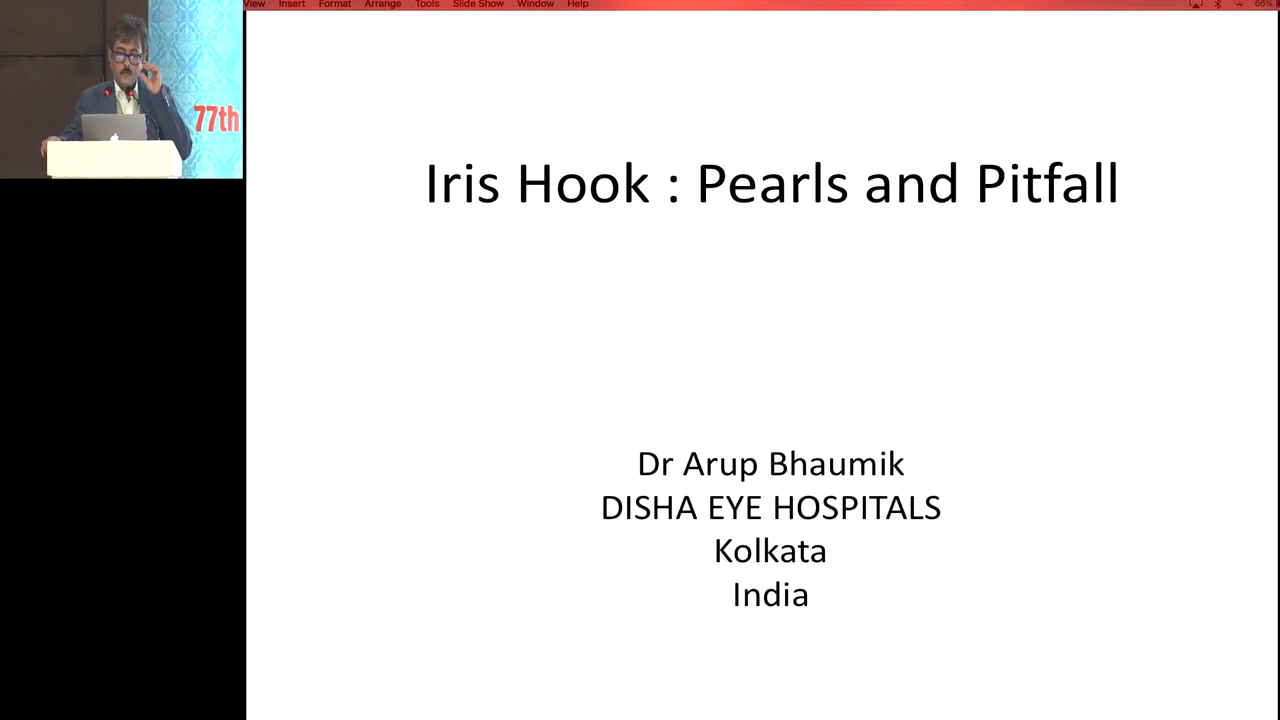 View Insert Format Arrange Tools Slide Show Window Help 66%
77th
Iris Hook : Pearls and Pitfall
Dr Arup Bhaumik
DISHA EYE HOSPITALS
Kolkata
India